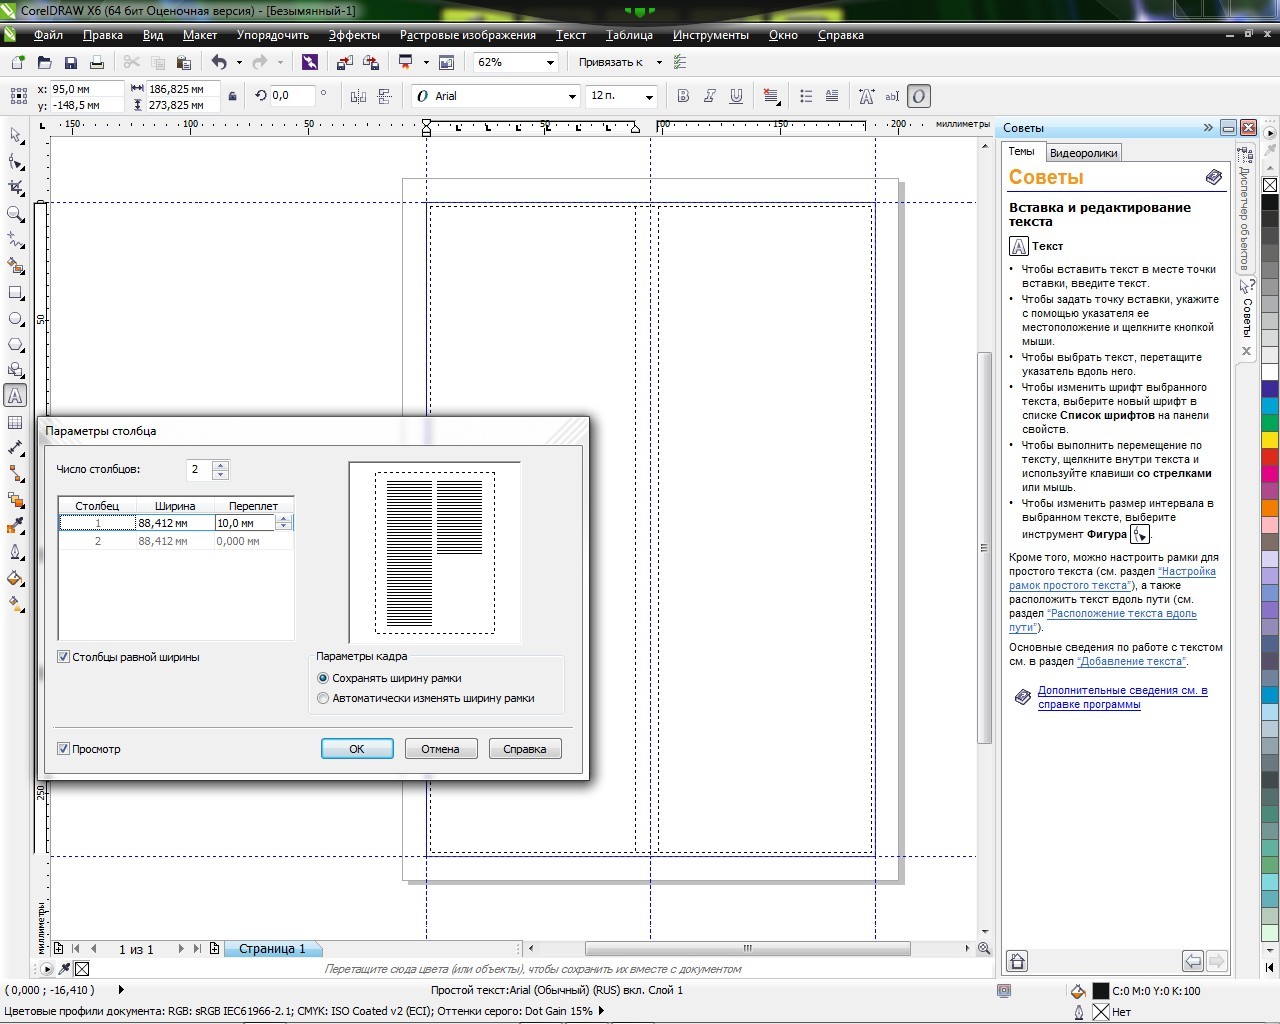 CorelDRAW X6 (64 бит Оценочная версия) - [Безымянный-1]
Файл Правка Вид Макет Упорядочить Эффекты Растровые изображения Текст Таблица Инструменты Окно Справка
62% Привязать к
x: 95,0 мм 186,825 мм
y: -148,5 мм 273,825 мм
0,0 ° O Arial 12 п.
150 100 50 50 100 150 200 миллиметры
50
250
миллиметры
Параметры столбца
Число столбцов: 2
Столбец Ширина Переплет
1 88,412 мм 10,0 мм
2 88,412 мм 0,000 мм
Столбцы равной ширины
Параметры кадра
Сохранять ширину рамки
Автоматически изменять ширину рамки
Просмотр
ОК Отмена Справка
Советы
Темы Видеоролики
Советы
Вставка и редактирование
текста
Текст
• Чтобы вставить текст в месте точки
вставки, введите текст.
• Чтобы задать точку вставки, укажите
с помощью указателя ее
местоположение и щелкните кнопкой
мыши.
• Чтобы выбрать текст, перетащите
указатель вдоль него.
• Чтобы изменить шрифт выбранного
текста, выберите новый шрифт в
списке Список шрифтов на панели
свойств.
• Чтобы выполнить перемещение по
тексту, щелкните внутри текста и
используйте клавиши со стрелками
или мышь.
• Чтобы изменить размер интервала в
выбранном тексте, выберите
инструмент Фигура .
Кроме того, можно настроить рамки для
простого текста (см. раздел "Настройка
рамок простого текста"), а также
расположить текст вдоль пути (см.
раздел "Расположение текста вдоль
пути").
Основные сведения по работе с текстом
см. в раздел "Добавление текста".
Дополнительные сведения см. в
справке программы
Диспетчер объектов
Советы
1 из 1 Страница 1
Перетащите сюда цвета (или объекты), чтобы сохранить их вместе с документом
( 0,000 ; -16,410 ) Простой текст:Arial (Обычный) (RUS) вкл. Слой 1 C:0 M:0 Y:0 K:100
Цветовые профили документа: RGB: sRGB IEC61966-2.1; CMYK: ISO Coated v2 (ECI); Оттенки серого: Dot Gain 15% Нет